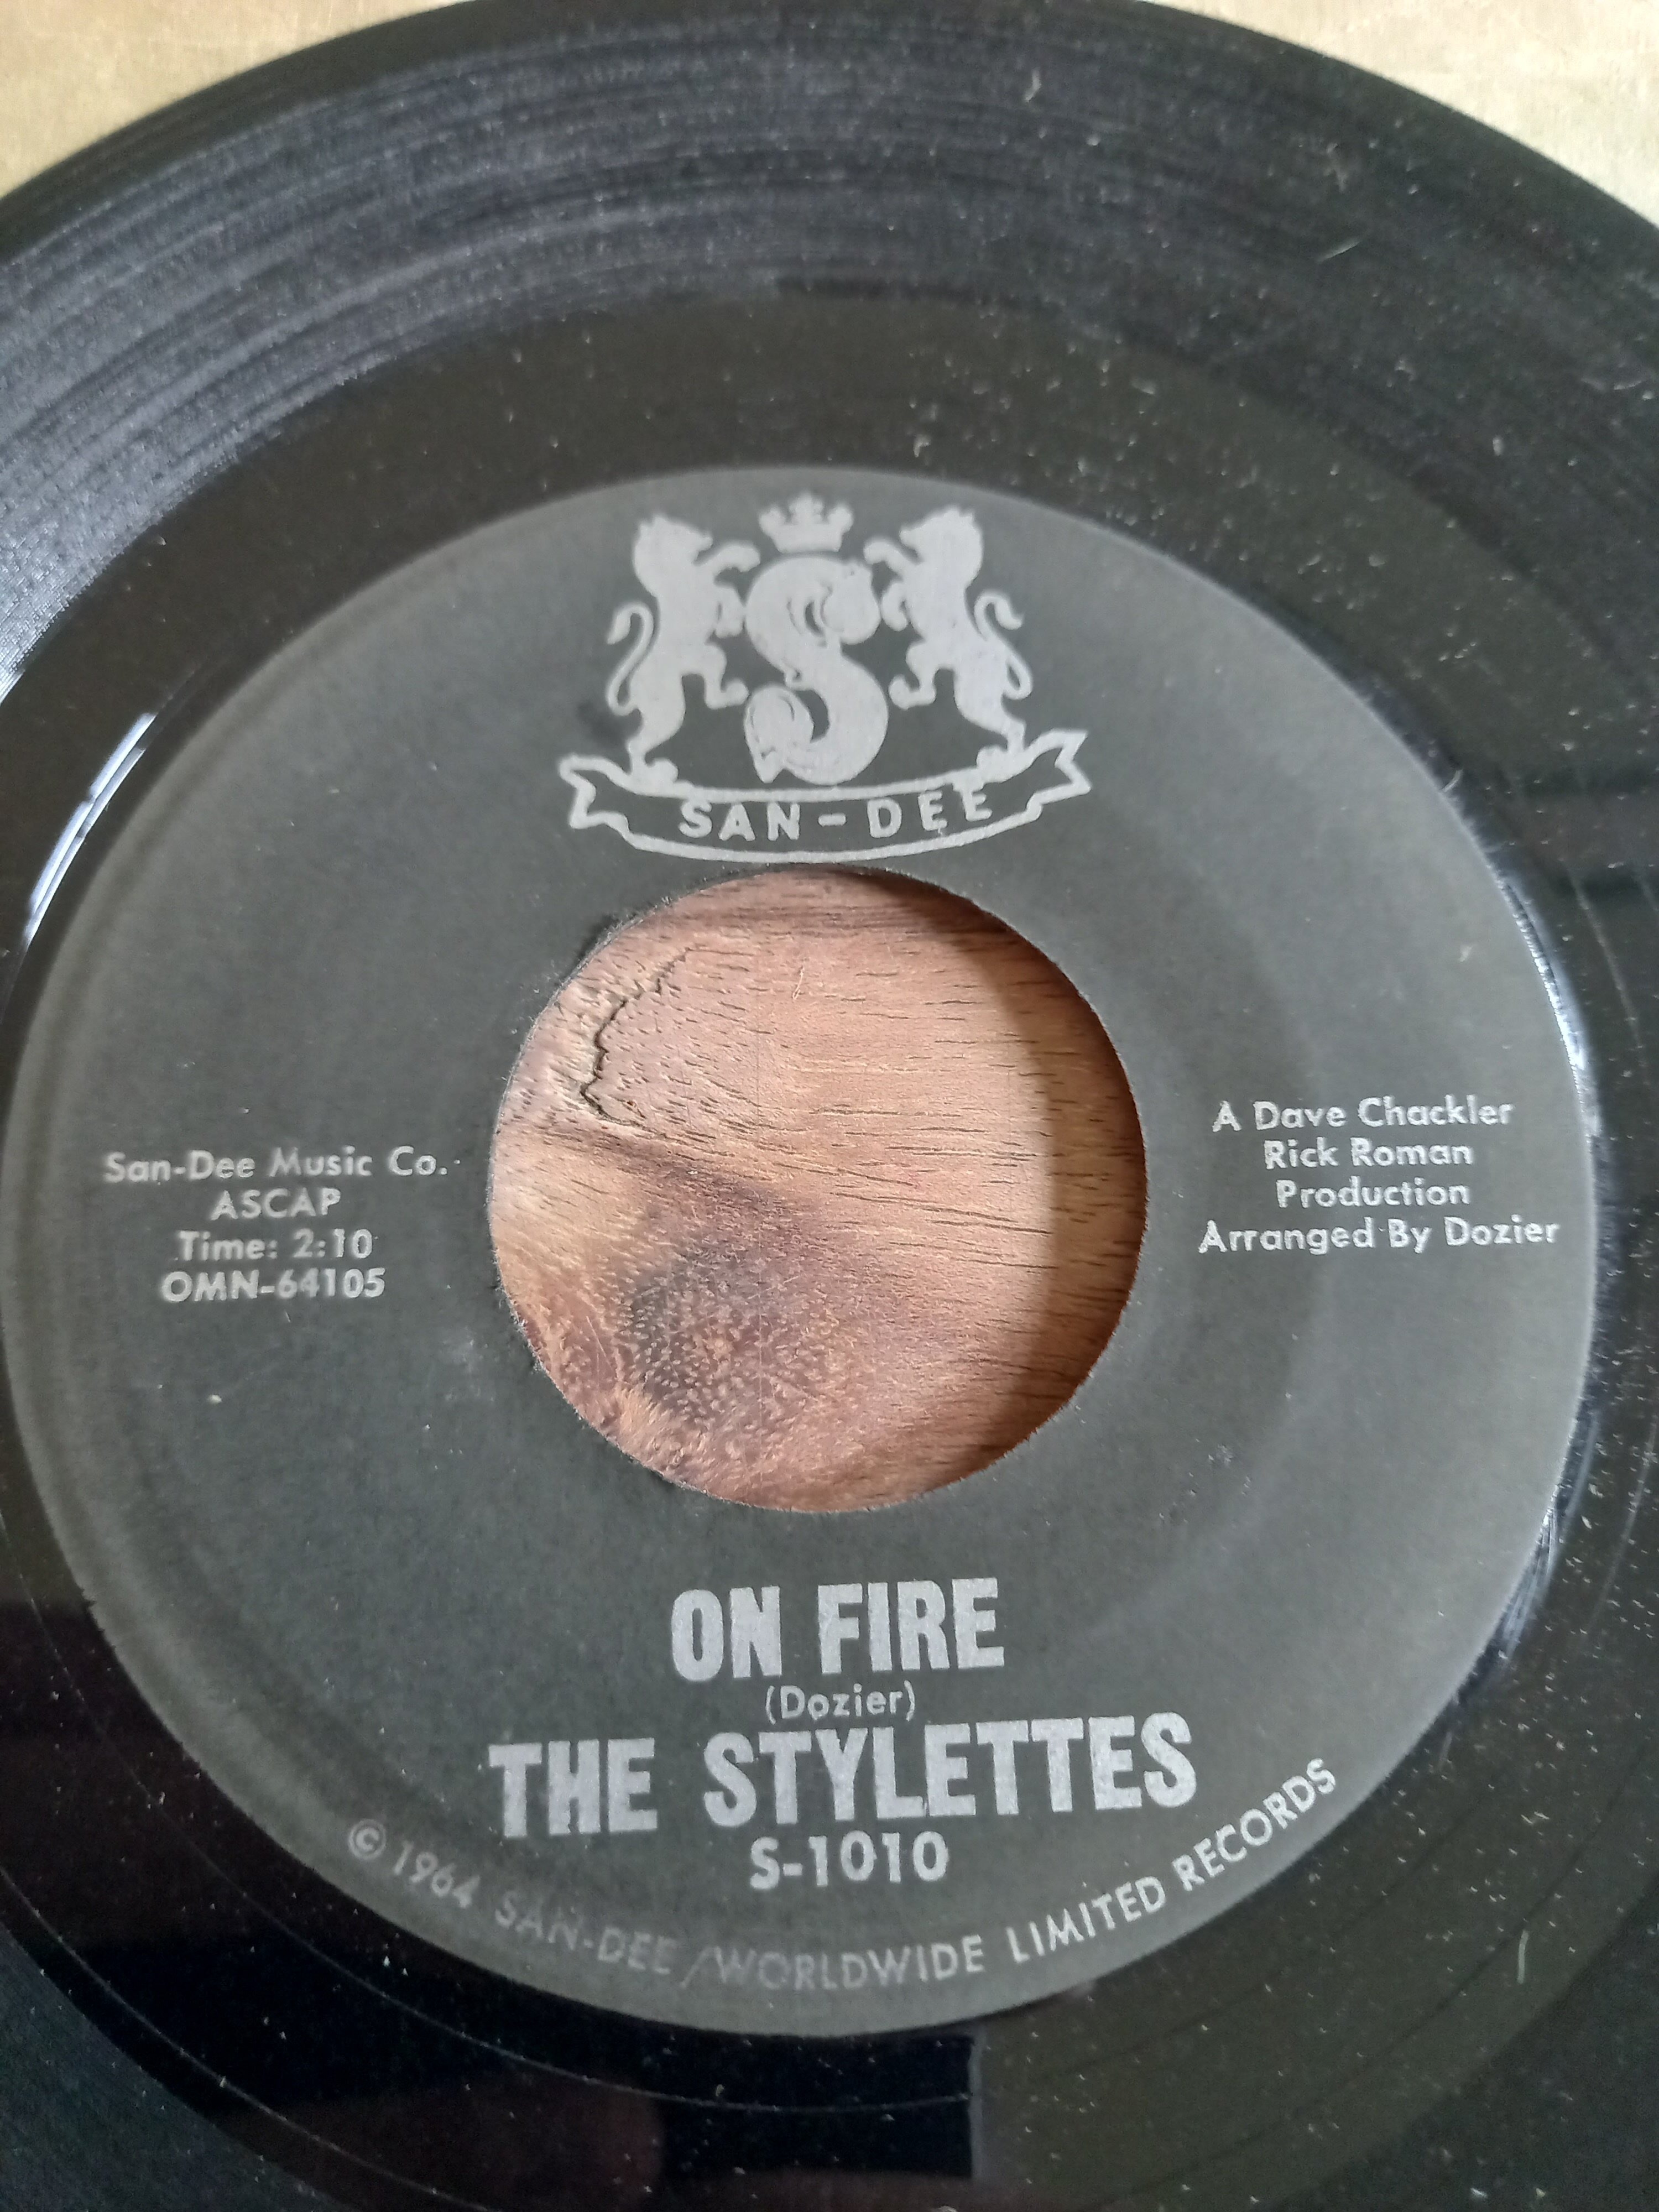 S
SAN-DEE
San-Dee Music Co.
ASCAP
Time: 2:10
OMN-64105
A Dave Chackler
Rick Roman
Production
Arranged By Dozier
ON FIRE
(Dozier)
THE STYLETTES
S-1010
© 1964 SAN-DEE/WORLDWIDE LIMITED RECORDS